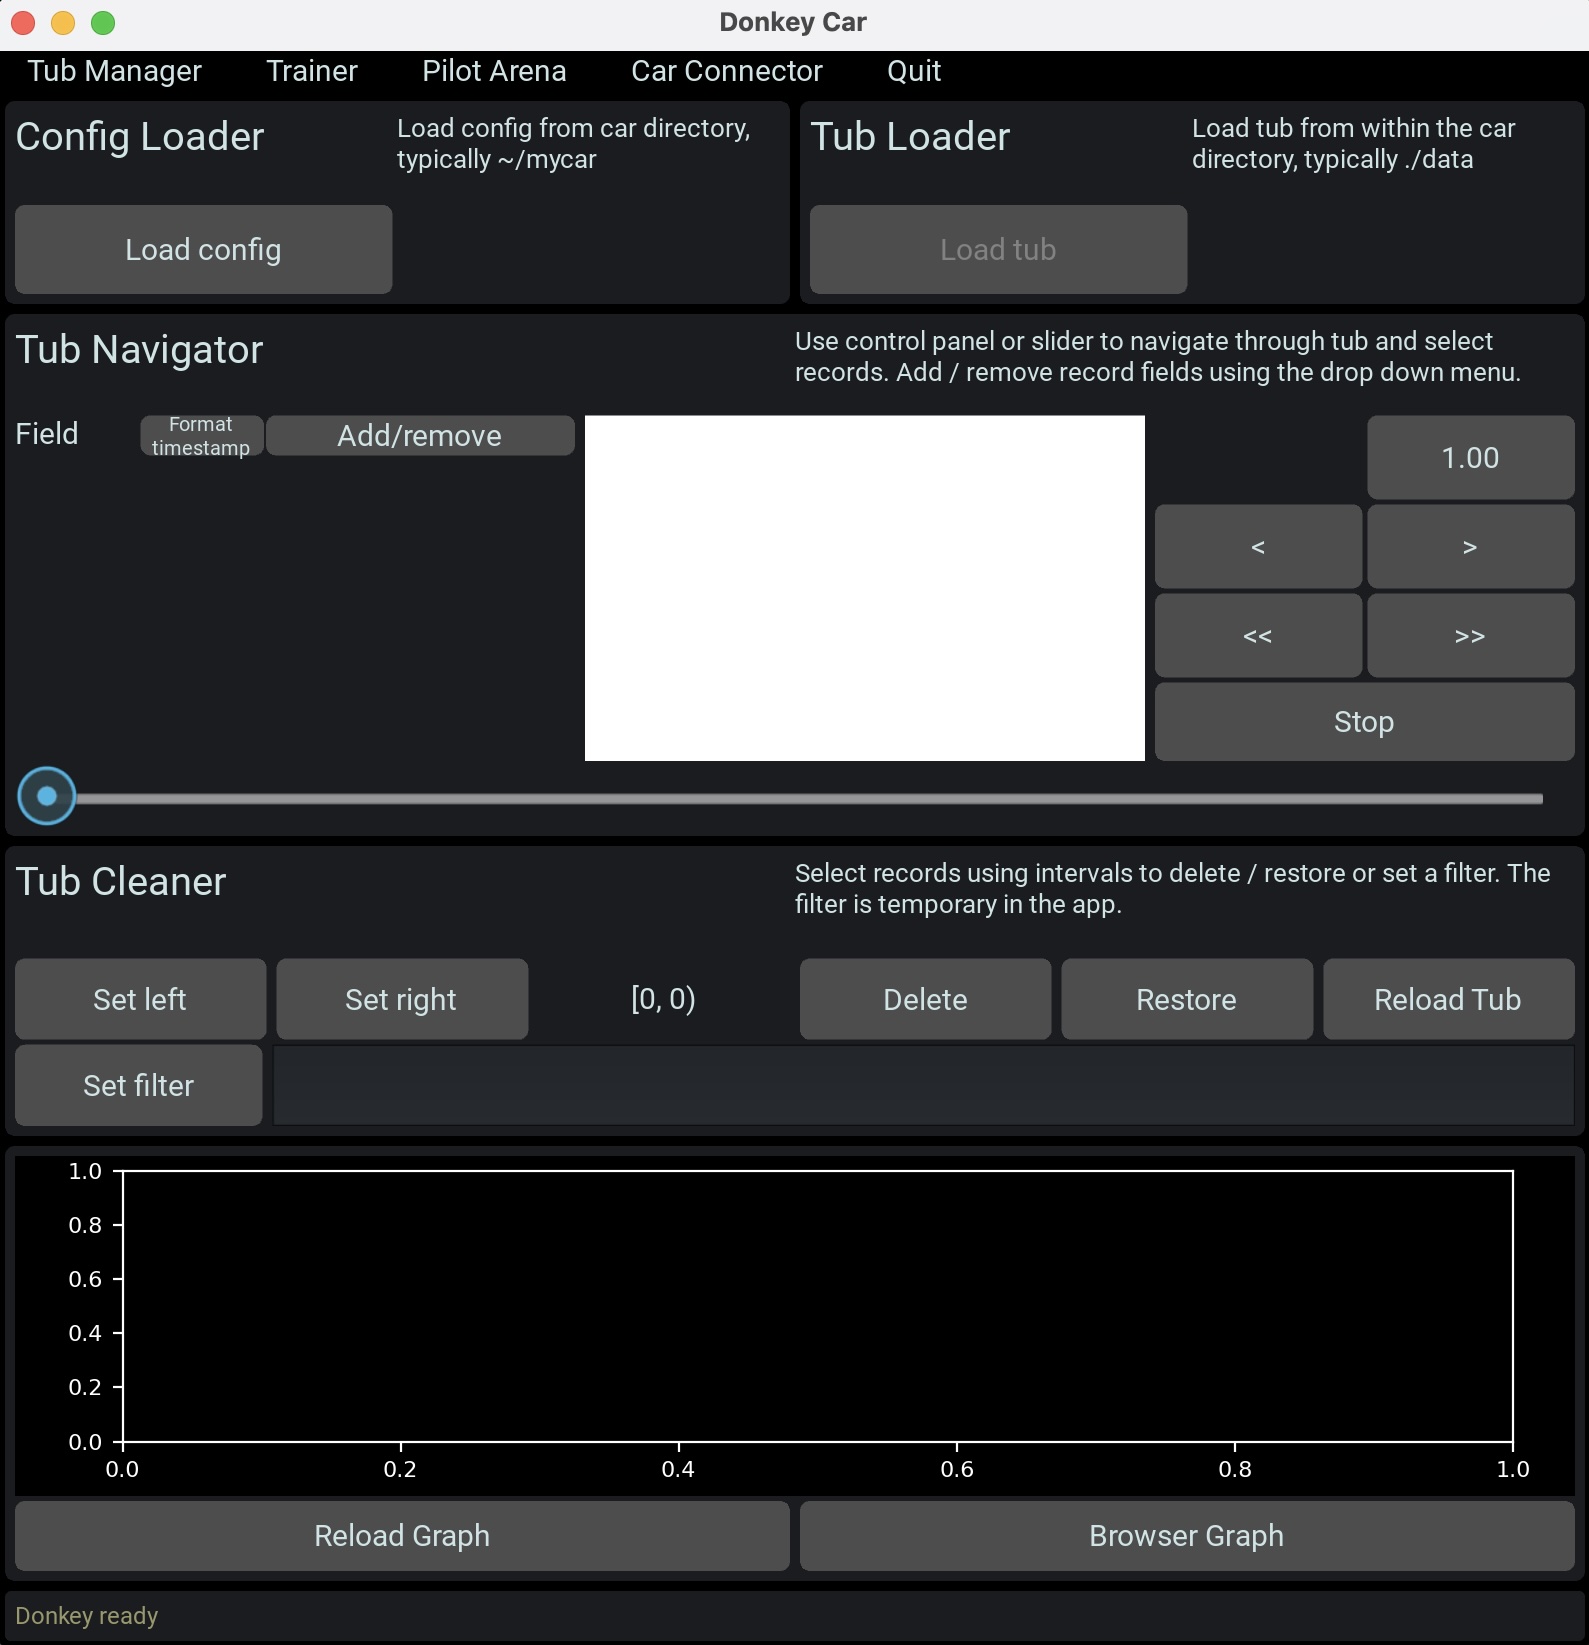 Donkey Car
Tub Manager Trainer Pilot Arena Car Connector Quit
Config Loader
Load config from car directory,
typically ~/mycar
Load config
Tub Loader
Load tub from within the car
directory, typically ./data
Load tub
Tub Navigator
Use control panel or slider to navigate through tub and select
records. Add / remove record fields using the drop down menu.
Field
Format
timestamp
Add/remove
1.00
< >
<< >>
Stop
Tub Cleaner
Select records using intervals to delete / restore or set a filter. The
filter is temporary in the app.
Set left Set right [0, 0) Delete Restore Reload Tub
Set filter
1.0
0.8
0.6
0.4
0.2
0.0
0.0 0.2 0.4 0.6 0.8 1.0
Reload Graph Browser Graph
Donkey ready